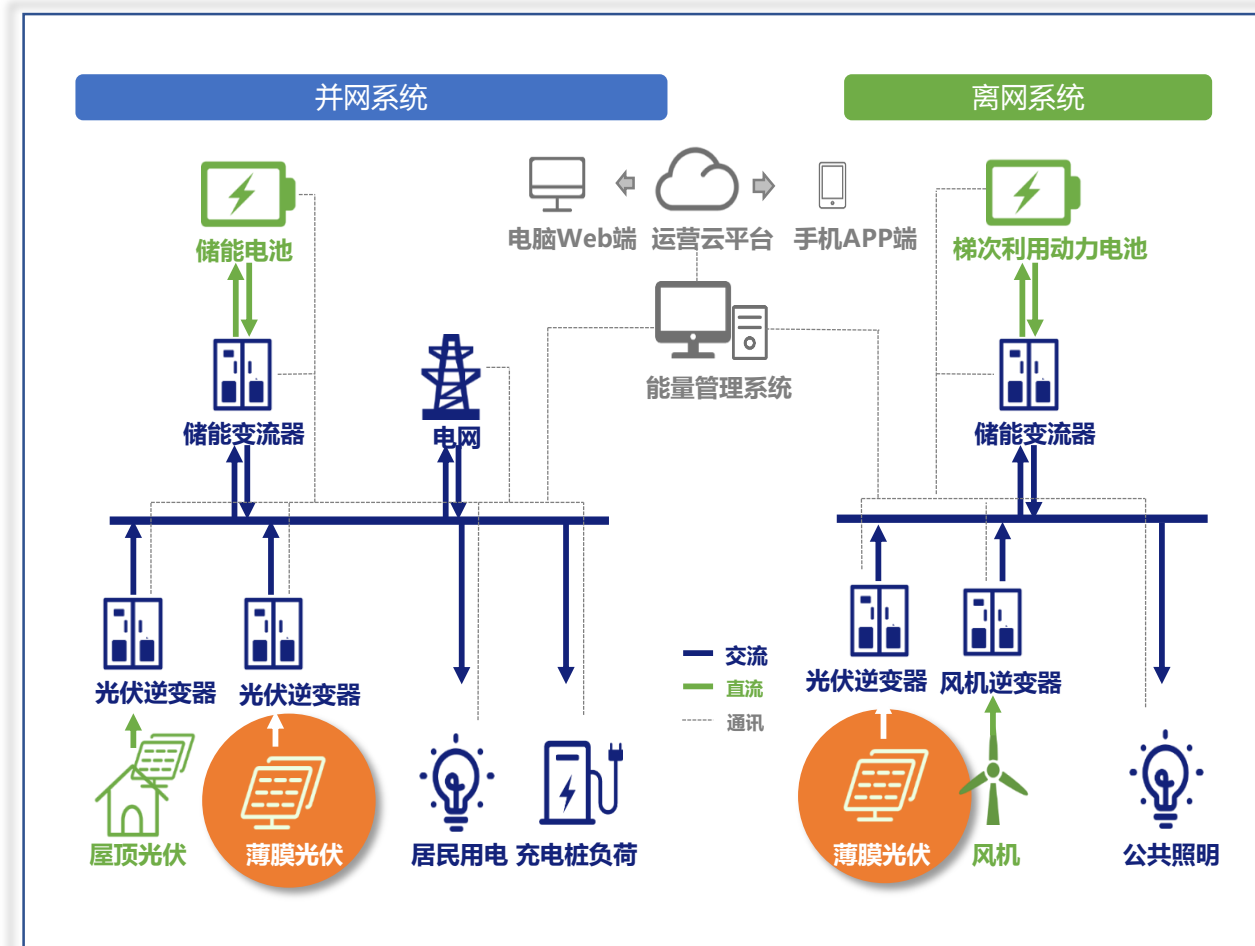 并网系统
离网系统
电脑Web端
运营云平台
手机APP端
储能电池
梯次利用动力电池
能量管理系统
储能变流器
电网
储能变流器
光伏逆变器
光伏逆变器
交流
直流
通讯
光伏逆变器
风机逆变器
屋顶光伏
薄膜光伏
居民用电
充电桩负荷
薄膜光伏
风机
公共照明